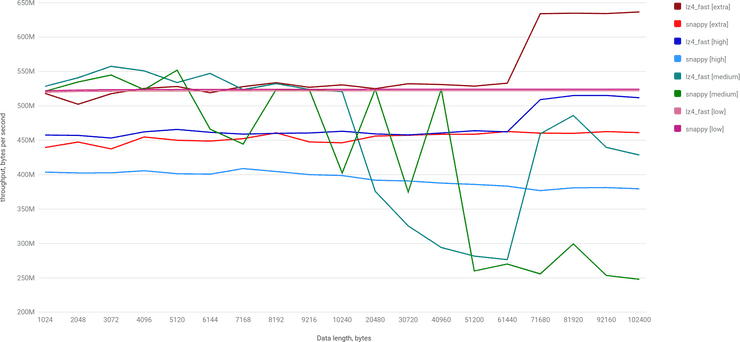 650M
600M
550M
500M
450M
400M
350M
300M
250M
200M
throughput, bytes per second
1024 2048 3072 4096 5120 6144 7168 8192 9216 10240 20480 30720 40960 51200 61440 71680 81920 92160 102400
Data length, bytes
lz4_fast [extra]
snappy [extra]
lz4_fast [high]
snappy [high]
lz4_fast [medium]
snappy [medium]
lz4_fast [low]
snappy [low]